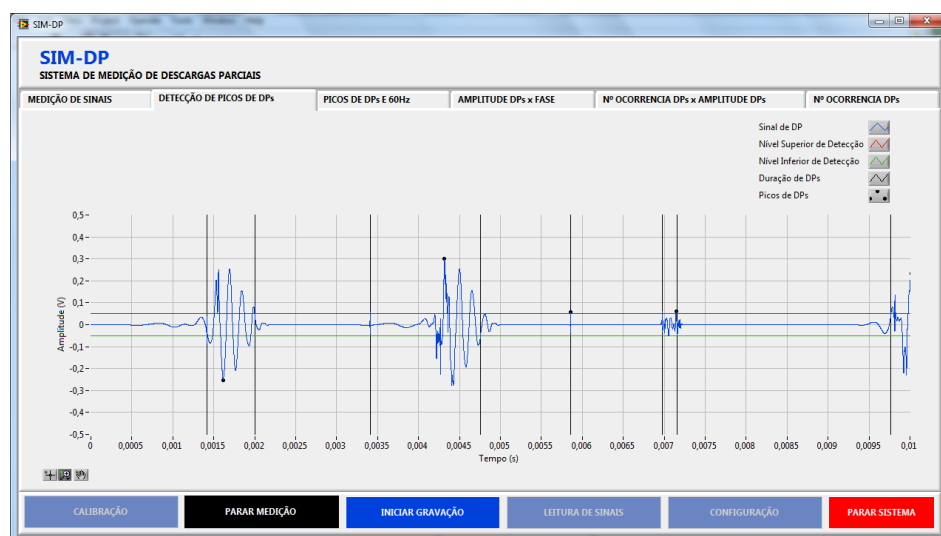 SIM-DP
SIM-DP
SISTEMA DE MEDIÇÃO DE DESCARGAS PARCIAIS
MEDIÇÃO DE SINAIS
DETECÇÃO DE PICOS DE DPs
PICOS DE DPs E 60Hz
AMPLITUDE DPs x FASE
Nº OCORRENCIA DPs x AMPLITUDE DPs
Nº OCORRENCIA DPs
Sinal de DP
Nível Superior de Detecção
Nível Inferior de Detecção
Duração de DPs
Picos de DPs
Amplitude (V)
0,5
0,4
0,3
0,2
0,1
0
-0,1
-0,2
-0,3
-0,4
-0,5
0 0,0005 0,001 0,0015 0,002 0,0025 0,003 0,0035 0,004 0,0045 0,005 0,0055 0,006 0,0065 0,007 0,0075 0,008 0,0085 0,009 0,0095 0,01
Tempo (s)
CALIBRAÇÃO
PARAR MEDIÇÃO
INICIAR GRAVAÇÃO
LEITURA DE SINAIS
CONFIGURAÇÃO
PARAR SISTEMA